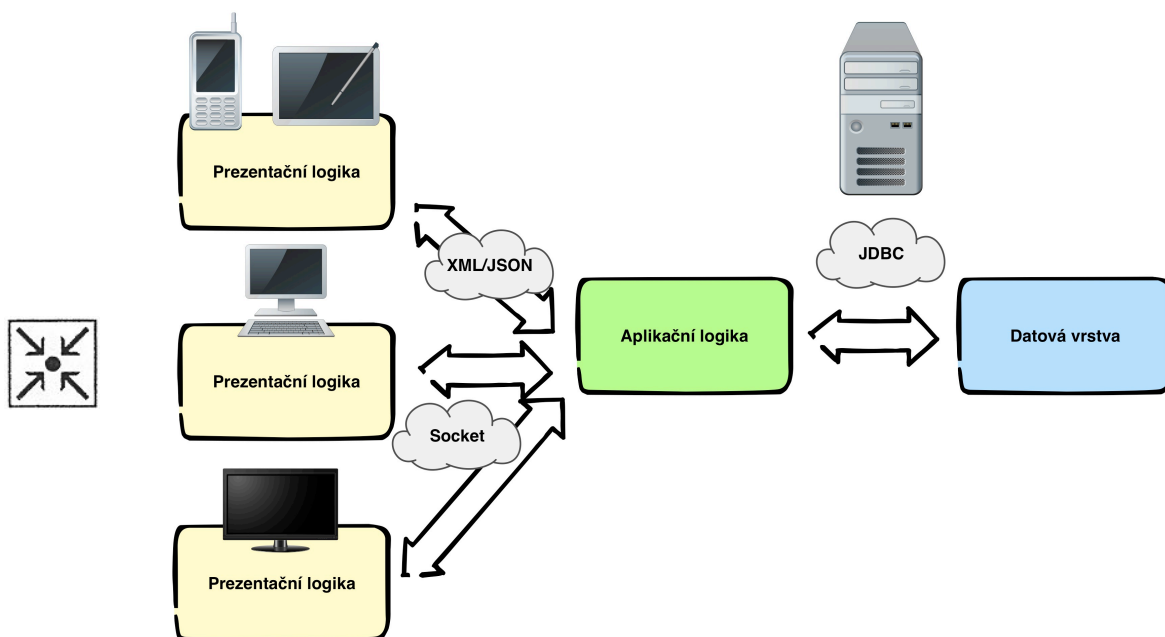 Prezentační logika
XML/JSON
JDBC
Prezentační logika
Aplikační logika
Datová vrstva
Socket
Prezentační logika